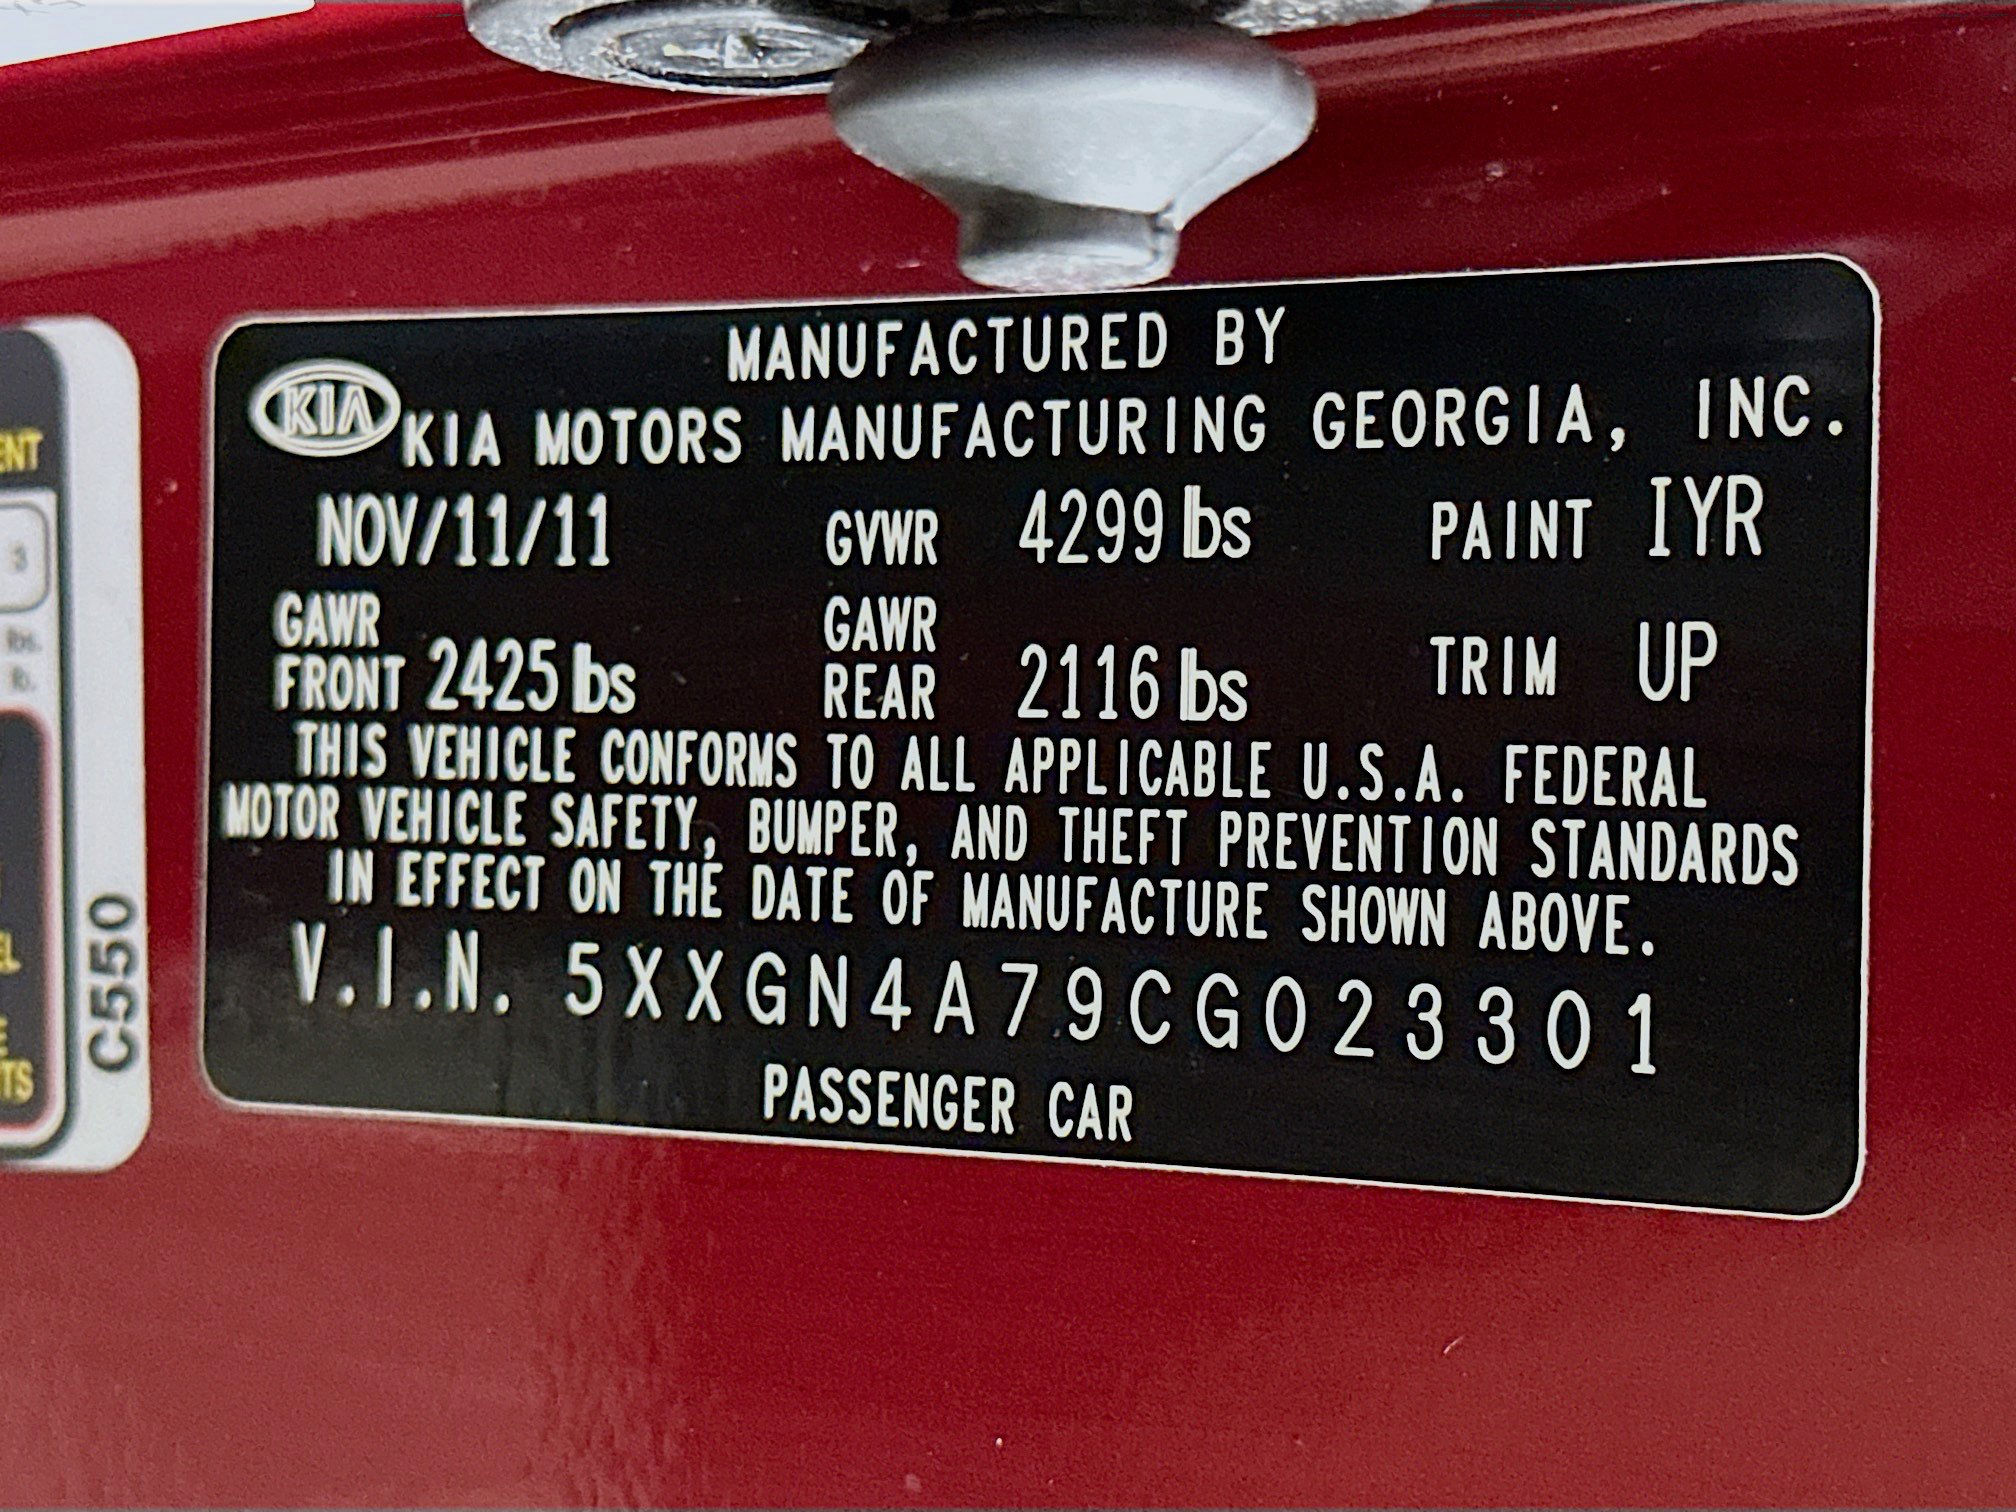 MANUFACTURED BY
KIA KIA MOTORS MANUFACTURING GEORGIA, INC.
NOV/11/11 GVWR 4299 lbs PAINT IYR
GAWR FRONT 2425 lbs GAWR REAR 2116 lbs TRIM UP
THIS VEHICLE CONFORMS TO ALL APPLICABLE U.S.A. FEDERAL
MOTOR VEHICLE SAFETY, BUMPER, AND THEFT PREVENTION STANDARDS
IN EFFECT ON THE DATE OF MANUFACTURE SHOWN ABOVE.
V.I.N. 5XXGN4A79CG023301
PASSENGER CAR
C550